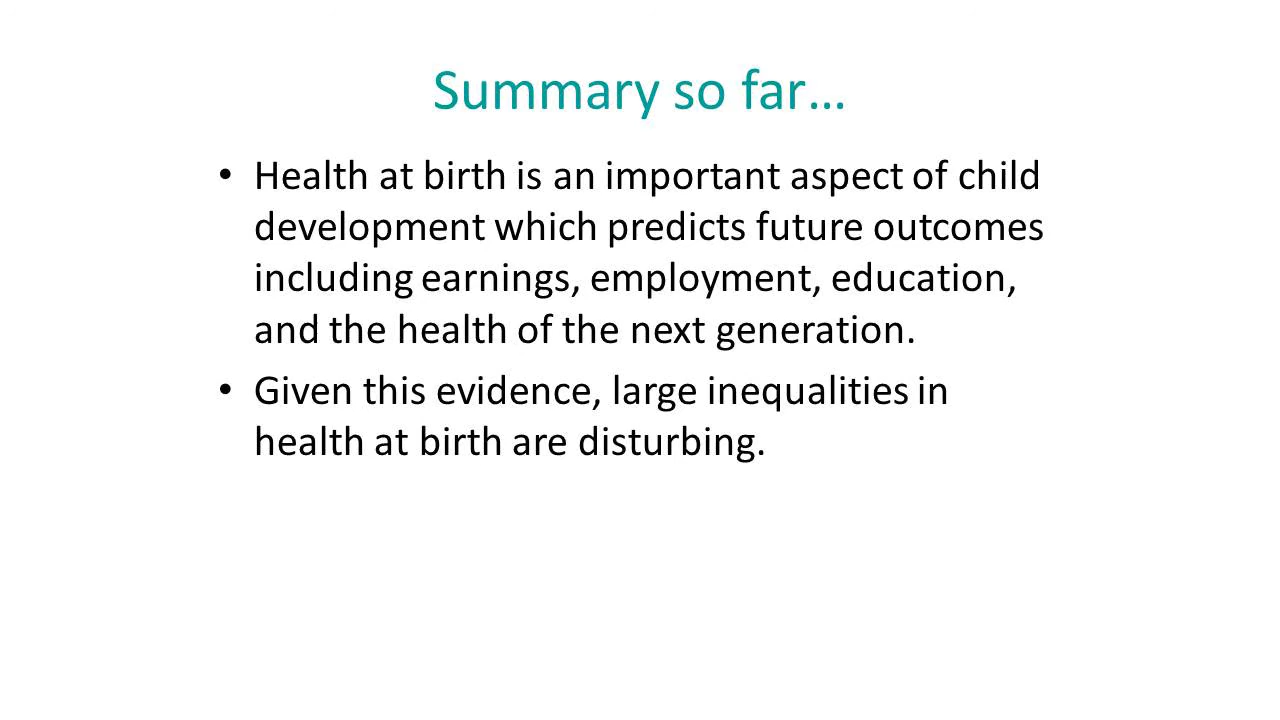 Summary so far…
• Health at birth is an important aspect of child
development which predicts future outcomes
including earnings, employment, education,
and the health of the next generation.
• Given this evidence, large inequalities in
health at birth are disturbing.